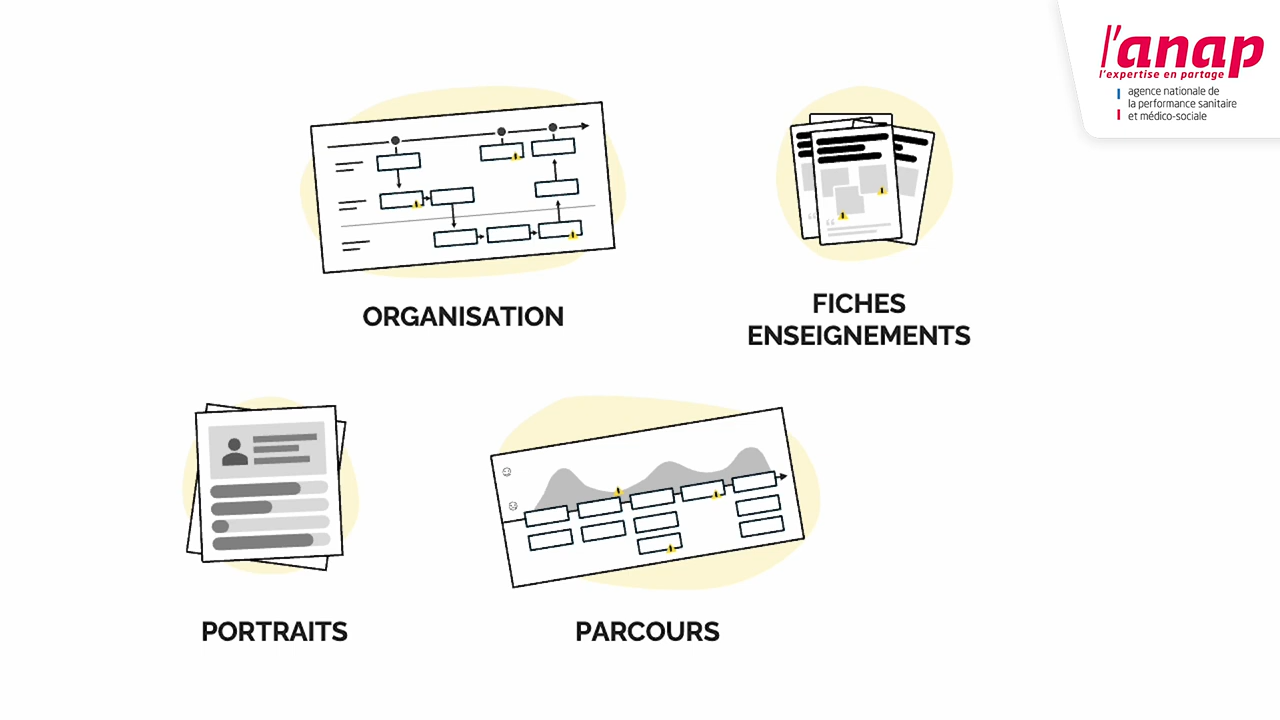 l'anap
l'expertise en partage
agence nationale de
la performance sanitaire
et médico-sociale
ORGANISATION
FICHES
ENSEIGNEMENTS
PORTRAITS
PARCOURS